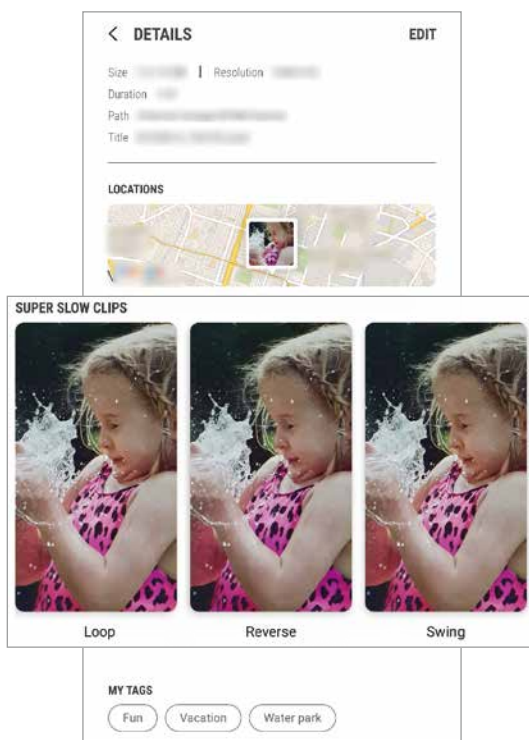 DETAILS EDIT
Size | Resolution
Duration
Path
Title
LOCATIONS
SUPER SLOW CLIPS
Loop Reverse Swing
MY TAGS
Fun Vacation Water park